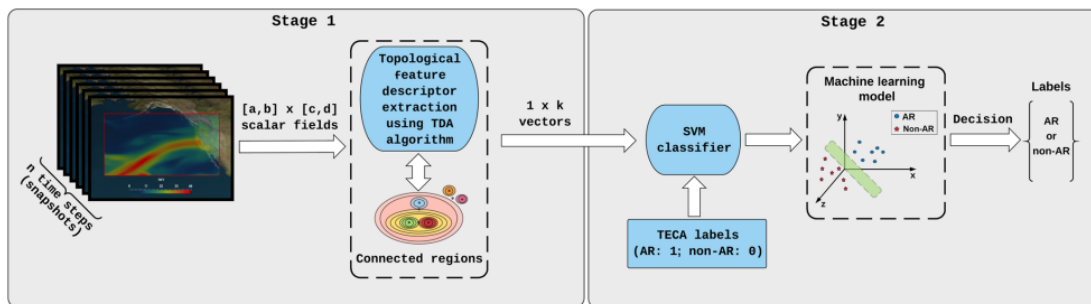 Stage 1
n time steps
(snapshots)
[a,b] x [c,d]
scalar fields
Topological
feature
descriptor
extraction
using TDA
algorithm
Connected regions
1 x k
vectors
Stage 2
SVM
classifier
TECA labels
(AR: 1; non-AR: 0)
Machine learning
model
y
AR
Non-AR
x
z
Decision
Labels
AR
or
non-AR